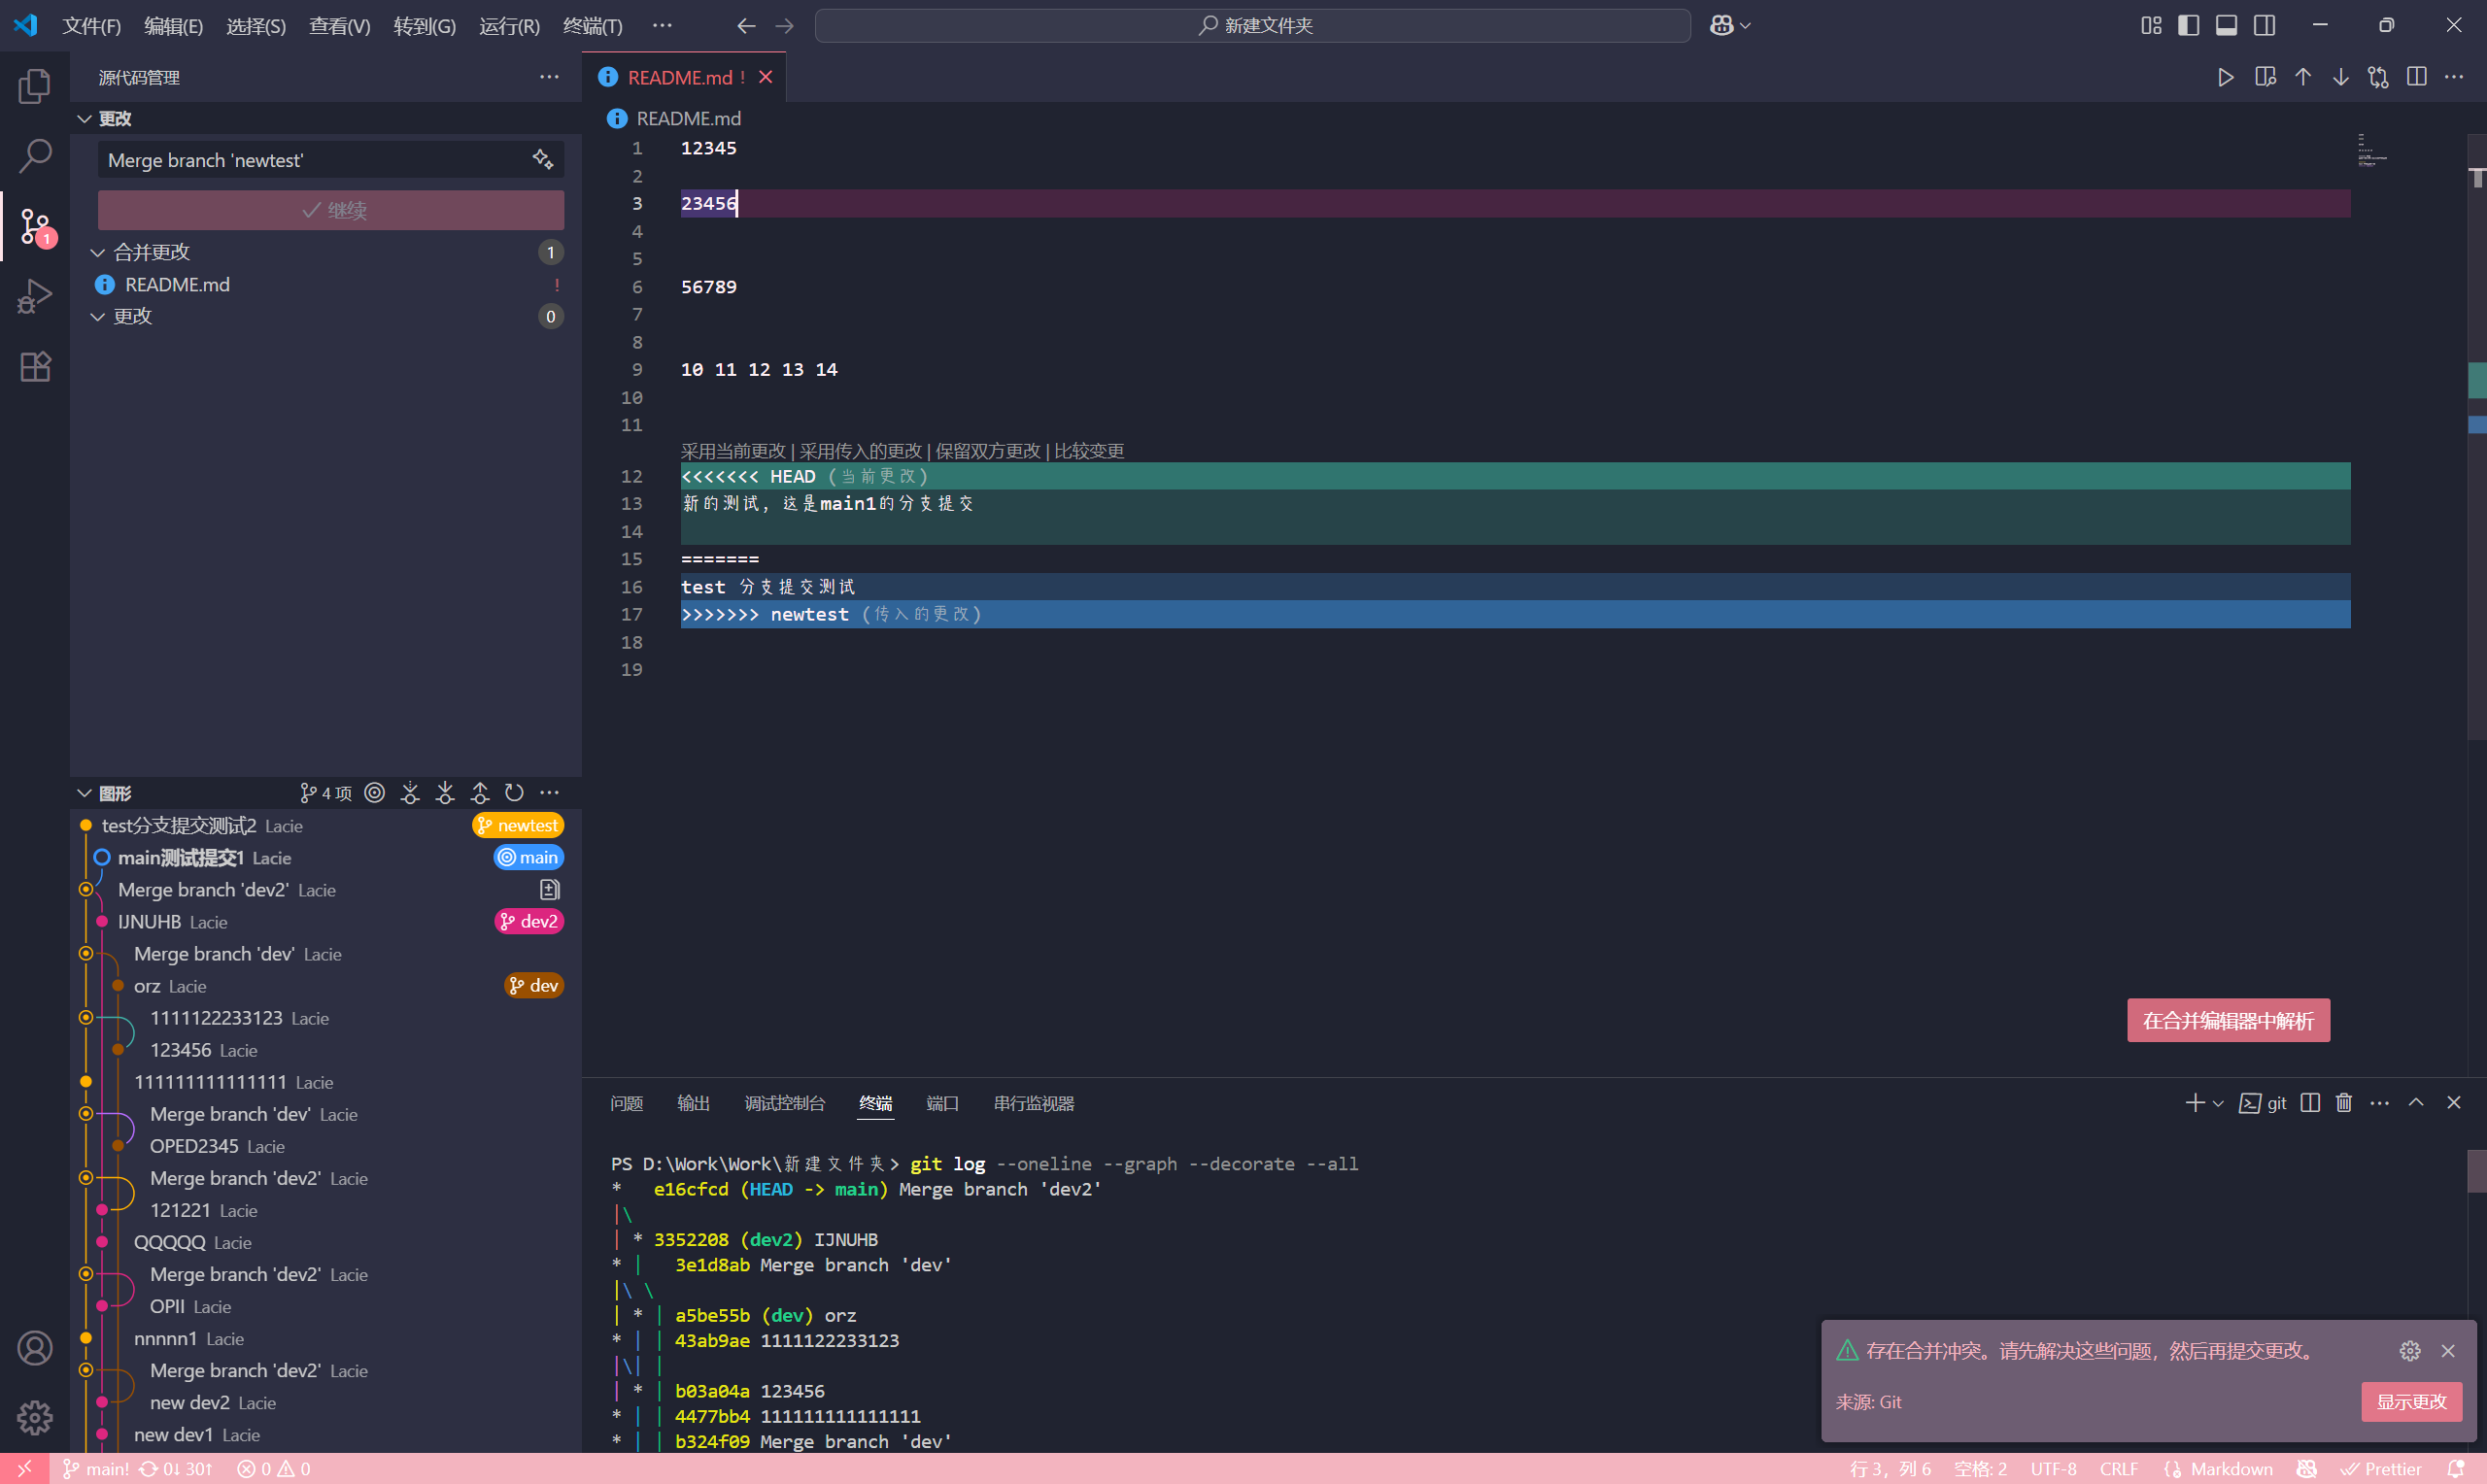 文件(F) 编辑(E) 选择(S) 查看(V) 转到(G) 运行(R) 终端(T) ··· 新建文件夹
源代码管理 ···
更改
Merge branch 'newtest'
继续
合并更改 1
README.md !
更改 0
图形 4 项 ···
test分支提交测试2 Lacie newtest
main测试提交1 Lacie main
Merge branch 'dev2' Lacie
IJNUHB Lacie dev2
Merge branch 'dev' Lacie
orz Lacie dev
1111122233123 Lacie
123456 Lacie
111111111111111 Lacie
Merge branch 'dev' Lacie
OPED2345 Lacie
Merge branch 'dev2' Lacie
121221 Lacie
QQQQQ Lacie
Merge branch 'dev2' Lacie
OPII Lacie
nnnnn1 Lacie
Merge branch 'dev2' Lacie
new dev2 Lacie
new dev1 Lacie
README.md !
README.md
1 12345
2
3 23456
4
5
6 56789
7
8
9 10 11 12 13 14
10
11
采用当前更改 | 采用传入的更改 | 保留双方更改 | 比较变更
12 <<<<<<< HEAD (当前更改)
13 新的测试，这是main1的分支提交
14
15 =======
16 test 分支提交测试
17 >>>>>>> newtest (传入的更改)
18
19
在合并编辑器中解析
问题 输出 调试控制台 终端 端口 串行监视器 git ···
PS D:\Work\Work\新建文件夹> git log --oneline --graph --decorate --all
*   e16cfcd (HEAD -> main) Merge branch 'dev2'
|\
| * 3352208 (dev2) IJNUHB
* |   3e1d8ab Merge branch 'dev'
|\ \
| * | a5be55b (dev) orz
* | | 43ab9ae 1111122233123
|\| |
| * | b03a04a 123456
* | | 4477bb4 111111111111111
* | | b324f09 Merge branch 'dev'
存在合并冲突。请先解决这些问题，然后再提交更改。
来源: Git
显示更改
main! 0↓ 30↑ 0 0 行 3，列 6 空格: 2 UTF-8 CRLF Markdown Prettier